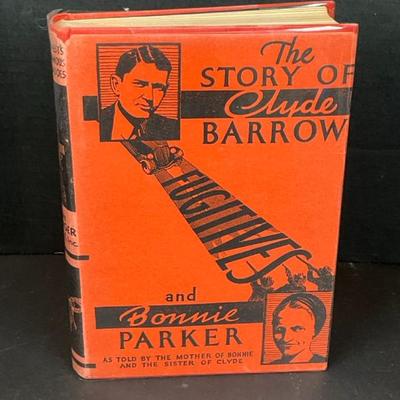 The
STORY OF
Clyde
BARROW
FUGITIVES
and
Bonnie
PARKER
AS TOLD BY THE MOTHER OF BONNIE
AND THE SISTER OF CLYDE